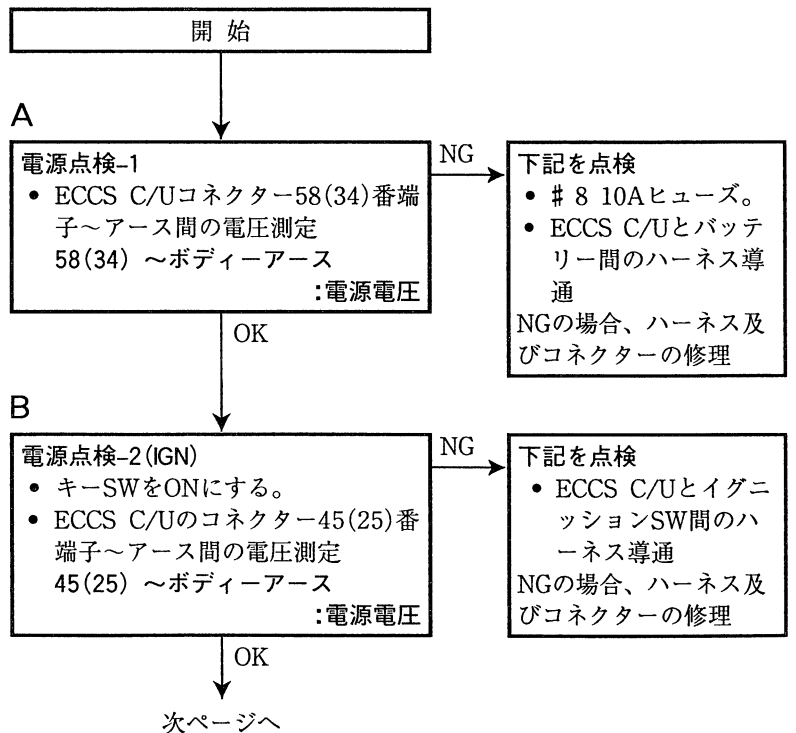 開 始
A
電源点検–1
• ECCS C/Uコネクター58(34)番端
子～アース間の電圧測定
58(34) ～ボディーアース
:電源電圧
NG
下記を点検
• ♯8 10Aヒューズ。
• ECCS C/Uとバッテ
リー間のハーネス導
通
NGの場合、ハーネス及
びコネクターの修理
OK
B
電源点検–2(IGN)
• キーSWをONにする。
• ECCS C/Uのコネクター45(25)番
端子～アース間の電圧測定
45(25) ～ボディーアース
:電源電圧
NG
下記を点検
• ECCS C/Uとイグニ
ッションSW間のハ
ーネス導通
NGの場合、ハーネス及
びコネクターの修理
OK
次ページへ